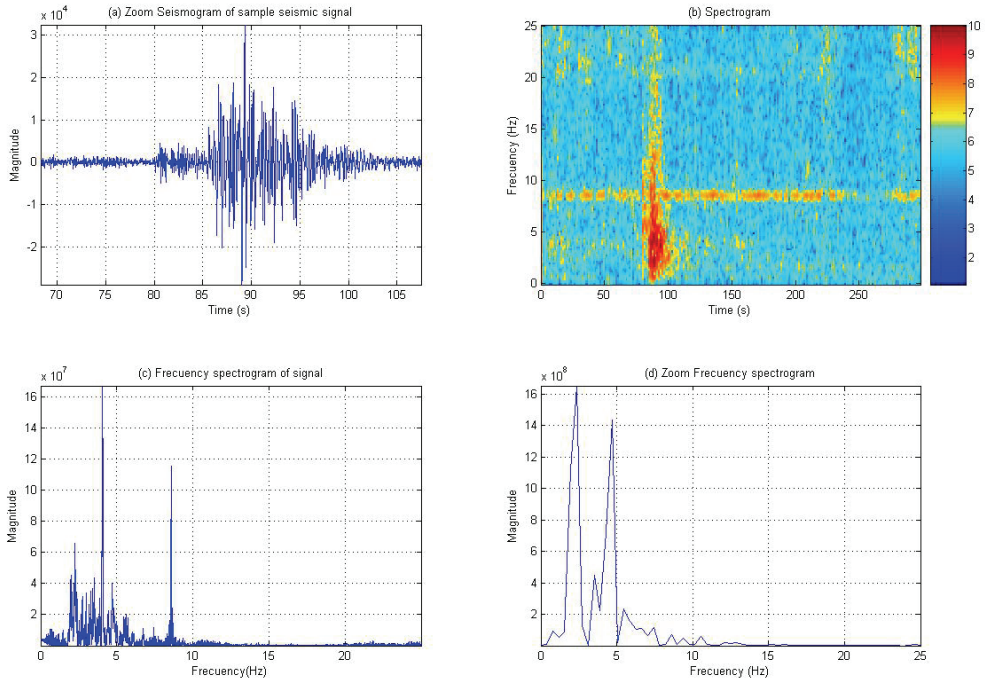 (a) Zoom Seismogram of sample seismic signal
x 10^4
3
2
1
0
-1
-2
Magnitude
70 75 80 85 90 95 100 105
Time (s)
(b) Spectrogram
25
20
15
10
5
0
Frecuency (Hz)
0 50 100 150 200 250
Time (s)
10
9
8
7
6
5
4
3
2
(c) Frecuency spectrogram of signal
x 10^7
16
14
12
10
8
6
4
2
Magnitude
0 5 10 15 20
Frecuency(Hz)
(d) Zoom Frecuency spectrogram
x 10^8
16
14
12
10
8
6
4
2
Magnitude
0 5 10 15 20 25
Frecuency (Hz)